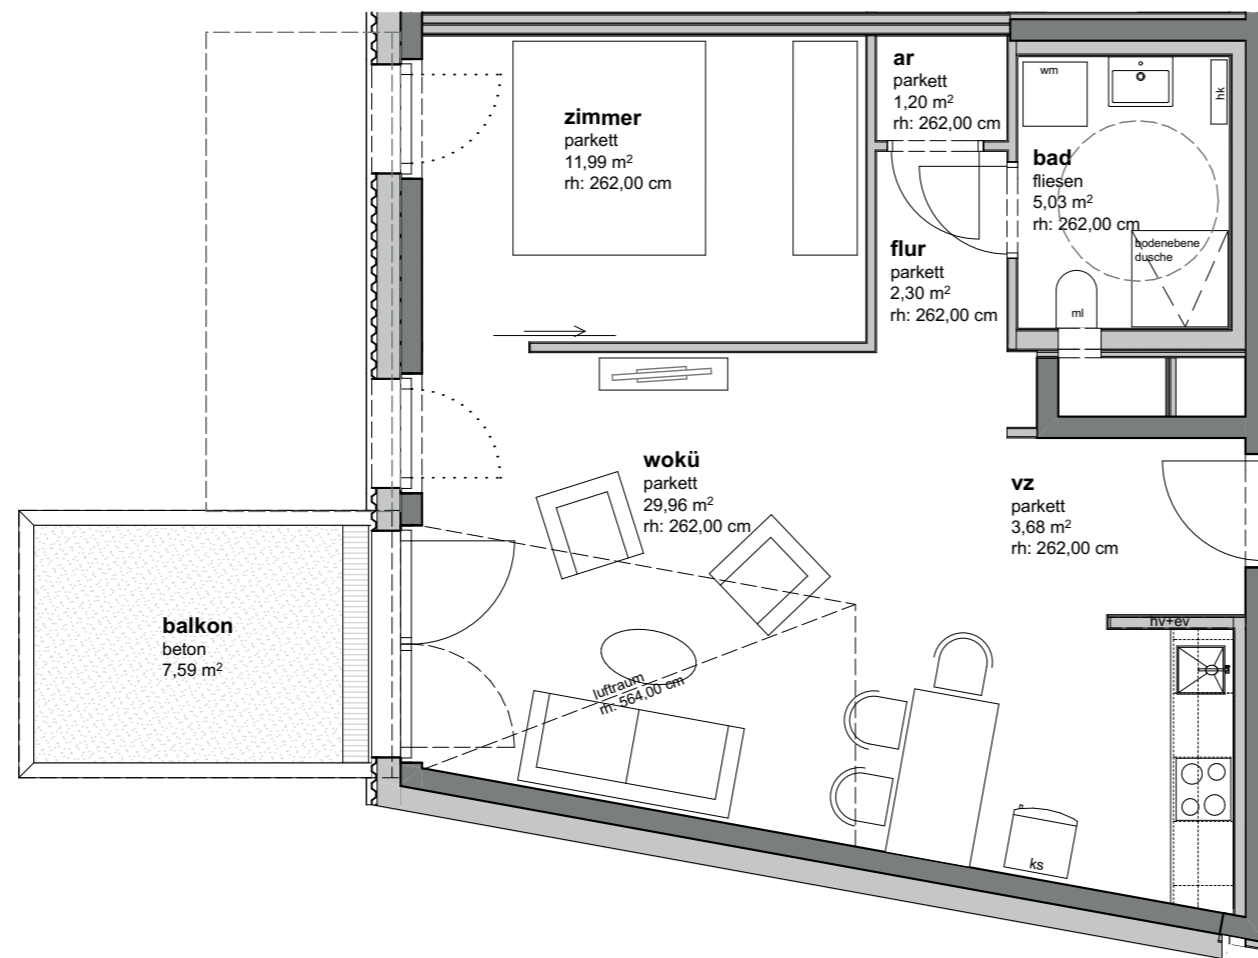 ar
parkett
1,20 m²
rh: 262,00 cm
wm
hk
zimmer
parkett
11,99 m²
rh: 262,00 cm
bad
fliesen
5,03 m²
rh: 262,00 cm
bodenebene
dusche
flur
parkett
2,30 m²
rh: 262,00 cm
ml
wokü
parkett
29,96 m²
rh: 262,00 cm
vz
parkett
3,68 m²
rh: 262,00 cm
balkon
beton
7,59 m²
hv+ev
luftraum
rh: 564,00 cm
ks